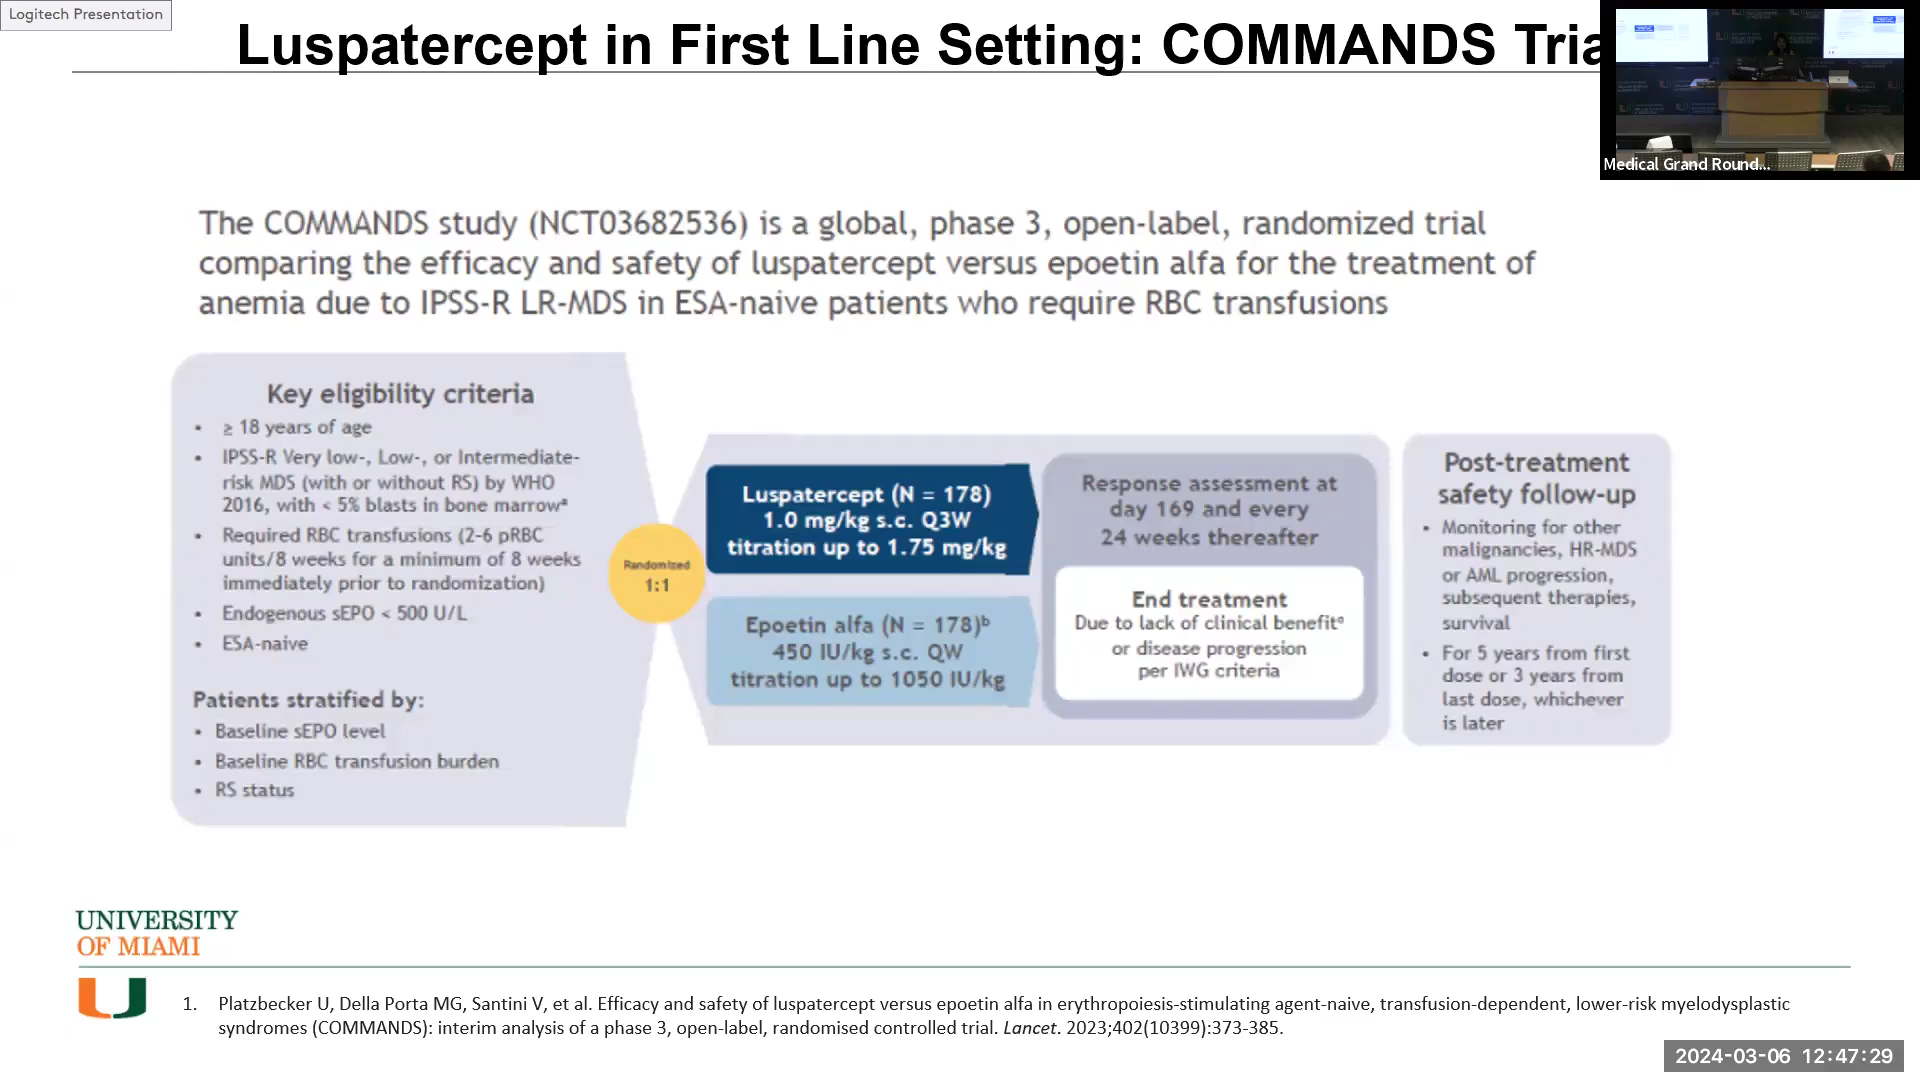 Logitech Presentation
Luspatercept in First Line Setting: COMMANDS Tria
Medical Grand Round...
The COMMANDS study (NCT03682536) is a global, phase 3, open-label, randomized trial
comparing the efficacy and safety of luspatercept versus epoetin alfa for the treatment of
anemia due to IPSS-R LR-MDS in ESA-naive patients who require RBC transfusions
Key eligibility criteria
• ≥ 18 years of age
• IPSS-R Very low-, Low-, or Intermediate-
risk MDS (with or without RS) by WHO
2016, with < 5% blasts in bone marrowᵃ
• Required RBC transfusions (2-6 pRBC
units/8 weeks for a minimum of 8 weeks
immediately prior to randomization)
• Endogenous sEPO < 500 U/L
• ESA-naive
Patients stratified by:
• Baseline sEPO level
• Baseline RBC transfusion burden
• RS status
Randomized
1:1
Luspatercept (N = 178)
1.0 mg/kg s.c. Q3W
titration up to 1.75 mg/kg
Epoetin alfa (N = 178)ᵇ
450 IU/kg s.c. QW
titration up to 1050 IU/kg
Response assessment at
day 169 and every
24 weeks thereafter
End treatment
Due to lack of clinical benefitᶜ
or disease progression
per IWG criteria
Post-treatment
safety follow-up
• Monitoring for other
malignancies, HR-MDS
or AML progression,
subsequent therapies,
survival
• For 5 years from first
dose or 3 years from
last dose, whichever
is later
UNIVERSITY
OF MIAMI
1. Platzbecker U, Della Porta MG, Santini V, et al. Efficacy and safety of luspatercept versus epoetin alfa in erythropoiesis-stimulating agent-naive, transfusion-dependent, lower-risk myelodysplastic
syndromes (COMMANDS): interim analysis of a phase 3, open-label, randomised controlled trial. Lancet. 2023;402(10399):373-385.
2024-03-06 12:47:29